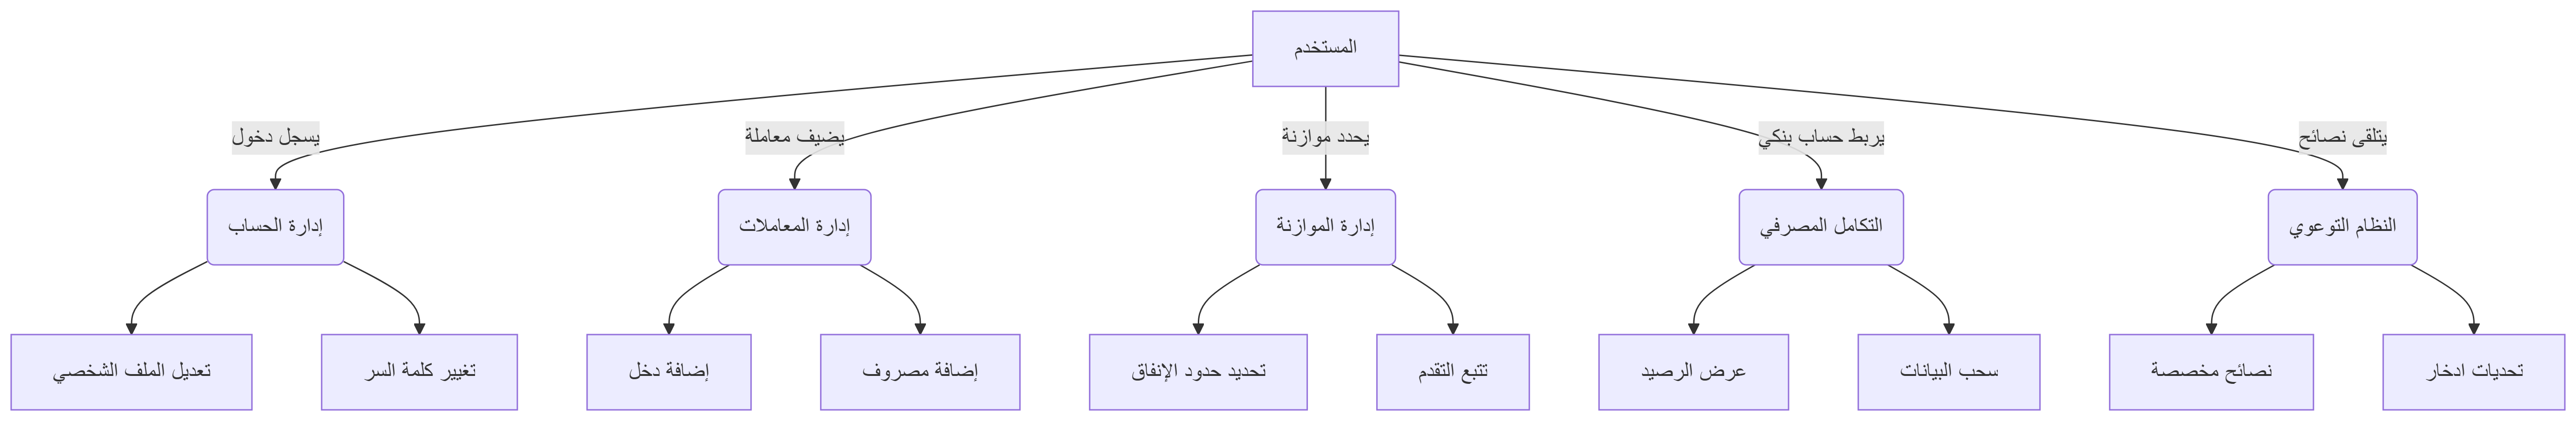 المستخدم
يسجل دخول
يضيف معاملة
يحدد موازنة
يربط حساب بنكي
يتلقى نصائح
إدارة الحساب
إدارة المعاملات
إدارة الموازنة
التكامل المصرفي
النظام التوعوي
تعديل الملف الشخصي
تغيير كلمة السر
إضافة دخل
إضافة مصروف
تحديد حدود الإنفاق
تتبع التقدم
عرض الرصيد
سحب البيانات
نصائح مخصصة
تحديات ادخار